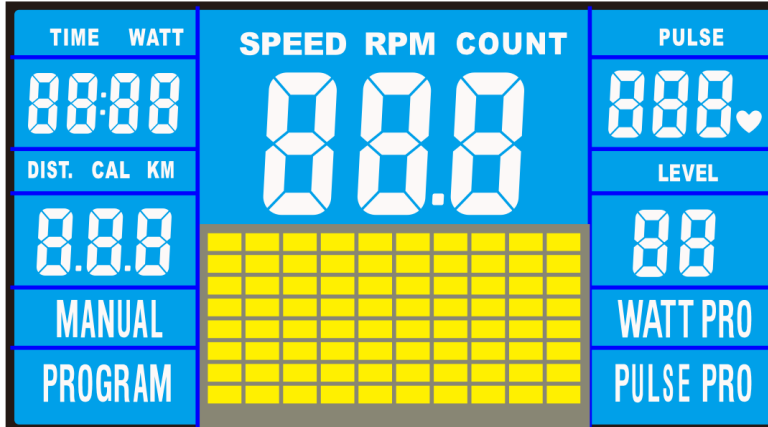 TIME WATT
88:88
DIST. CAL KM
8.8.8
MANUAL
PROGRAM
SPEED RPM COUNT
88.8
PULSE
888
LEVEL
88
WATT PRO
PULSE PRO